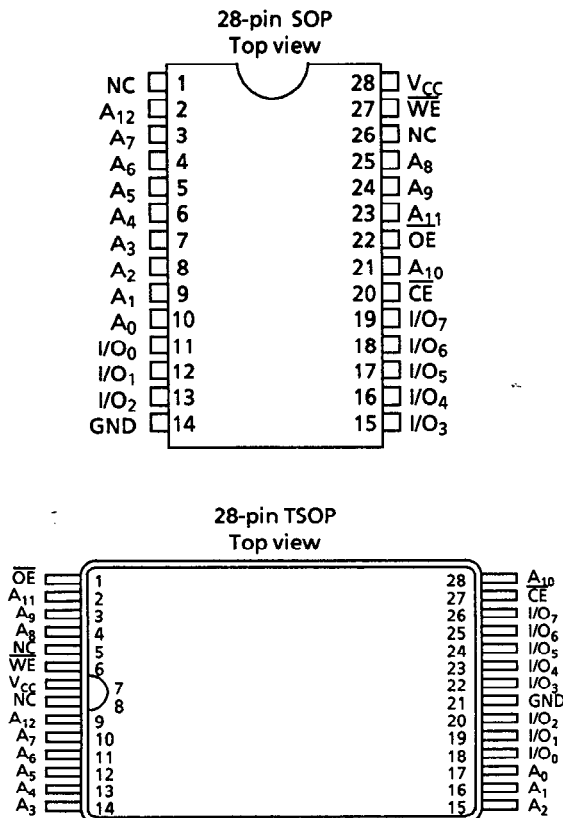 28-pin SOP
Top view
NC 1 28 VCC
A12 2 27 W̅E̅
A7 3 26 NC
A6 4 25 A8
A5 5 24 A9
A4 6 23 A11
A3 7 22 O̅E̅
A2 8 21 A10
A1 9 20 C̅E̅
A0 10 19 I/O7
I/O0 11 18 I/O6
I/O1 12 17 I/O5
I/O2 13 16 I/O4
GND 14 15 I/O3
28-pin TSOP
Top view
O̅E̅ 1 28 A10
A11 2 27 C̅E̅
A9 3 26 I/O7
A8 4 25 I/O6
NC 5 24 I/O5
W̅E̅ 6 23 I/O4
VCC 7 22 I/O3
NC 8 21 GND
A12 9 20 I/O2
A7 10 19 I/O1
A6 11 18 I/O0
A5 12 17 A0
A4 13 16 A1
A3 14 15 A2